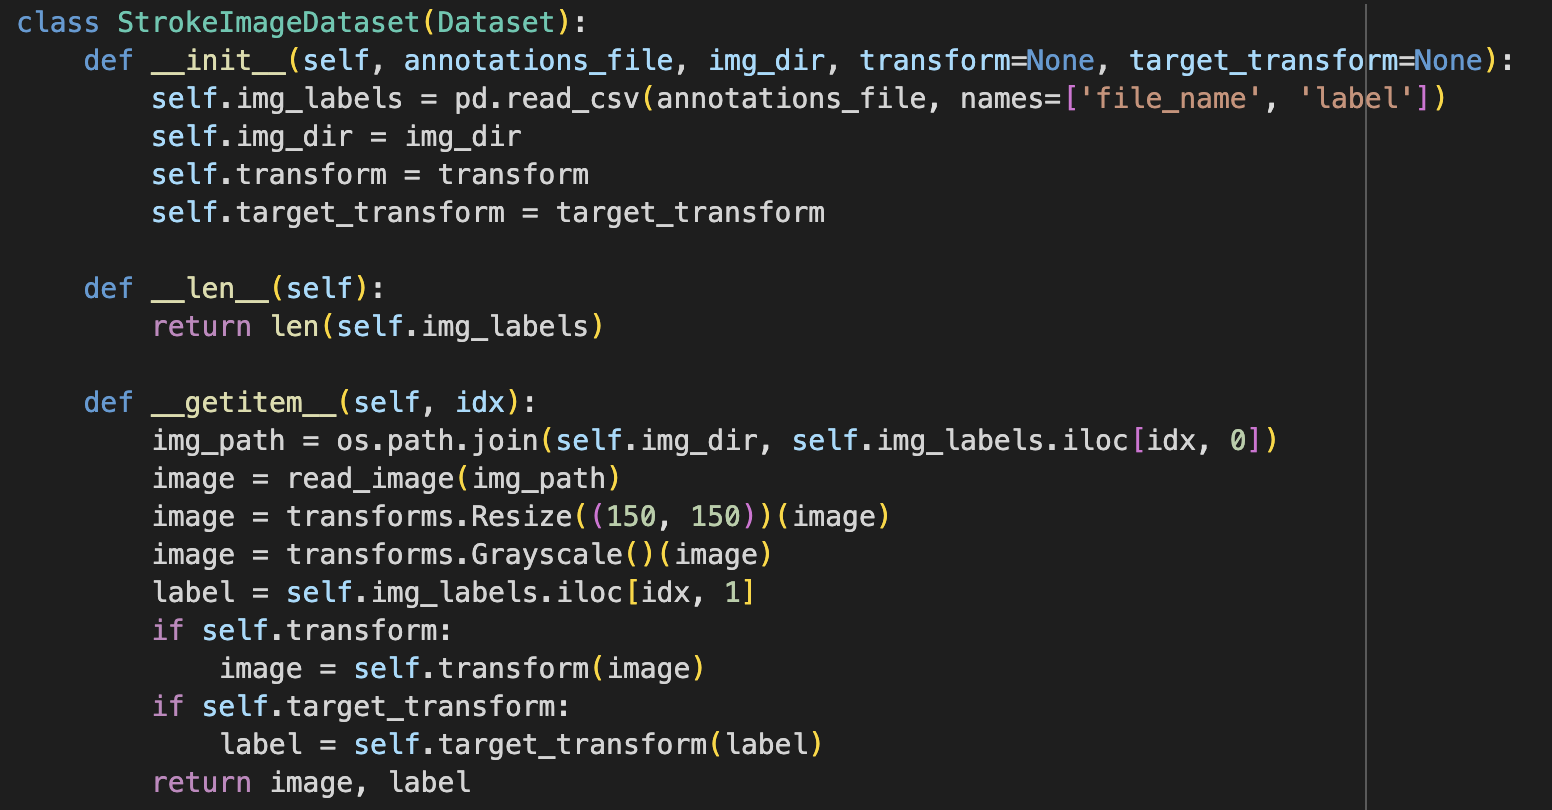 class StrokeImageDataset(Dataset):
    def __init__(self, annotations_file, img_dir, transform=None, target_transform=None):
        self.img_labels = pd.read_csv(annotations_file, names=['file_name', 'label'])
        self.img_dir = img_dir
        self.transform = transform
        self.target_transform = target_transform

    def __len__(self):
        return len(self.img_labels)

    def __getitem__(self, idx):
        img_path = os.path.join(self.img_dir, self.img_labels.iloc[idx, 0])
        image = read_image(img_path)
        image = transforms.Resize((150, 150))(image)
        image = transforms.Grayscale()(image)
        label = self.img_labels.iloc[idx, 1]
        if self.transform:
            image = self.transform(image)
        if self.target_transform:
            label = self.target_transform(label)
        return image, label